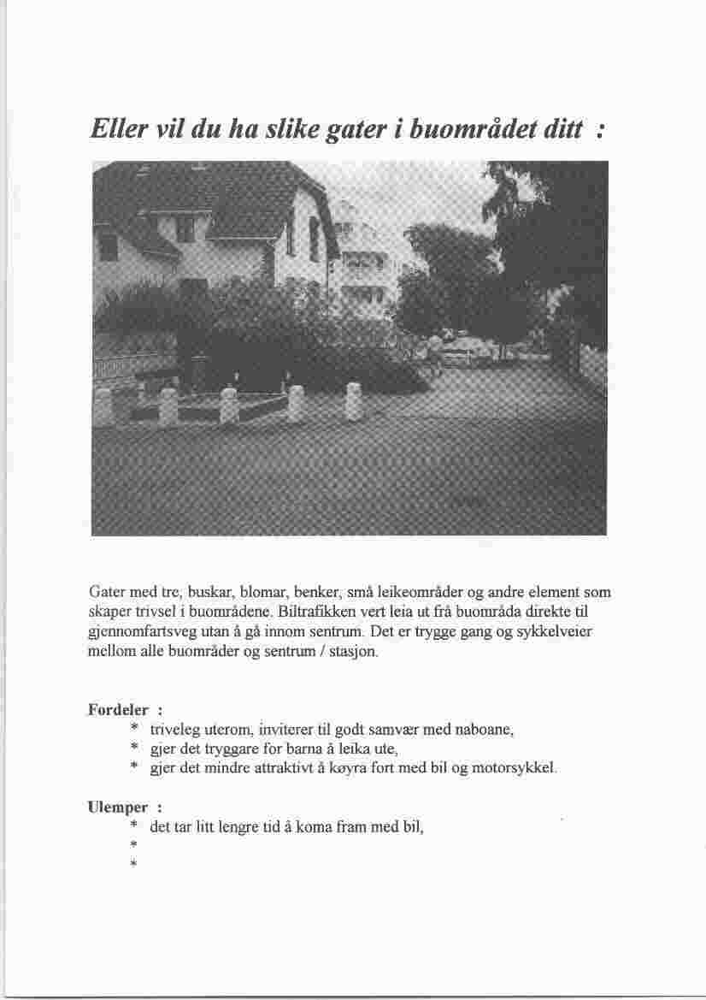 Eller vil du ha slike gater i buområdet ditt :
Gater med tre, buskar, blomar, benker, små leikeområder og andre element som
skaper trivsel i buområdene. Biltrafikken vert leia ut frå buområda direkte til
gjennomfartsveg utan å gå innom sentrum. Det er trygge gang og sykkelveier
mellom alle buområder og sentrum / stasjon.
Fordeler :
* triveleg uterom, inviterer til godt samvær med naboane,
* gjer det tryggare for barna å leika ute,
* gjer det mindre attraktivt å køyra fort med bil og motorsykkel.
Ulemper :
* det tar litt lengre tid å koma fram med bil,
*
*